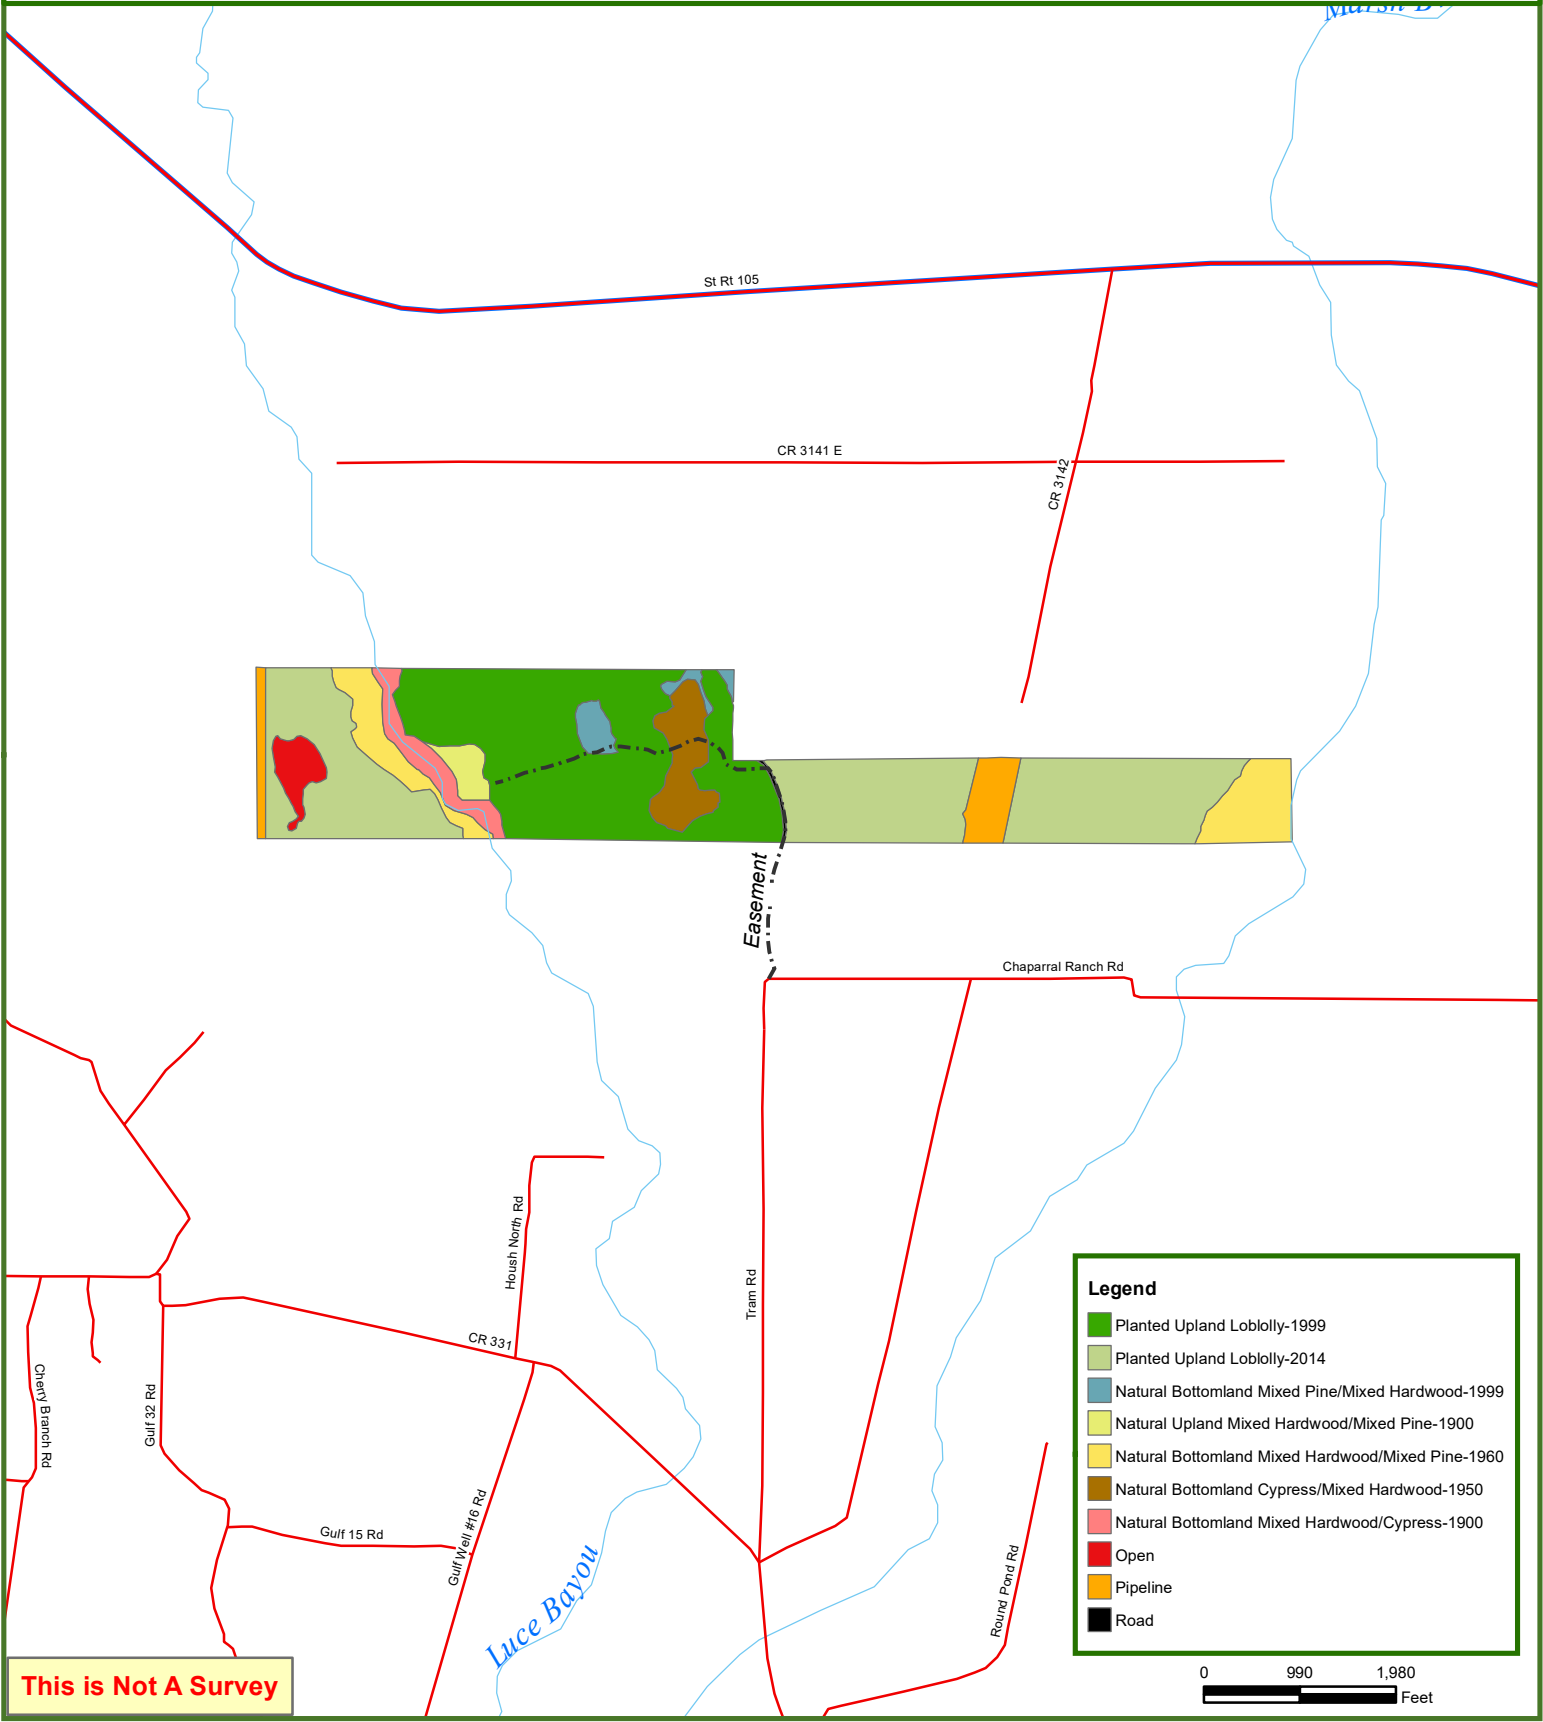 Marsh
St Rt 105
CR 3141 E
CR 3142
Easement
Chaparral Ranch Rd
Housh North Rd
Tram Rd
CR 331
Cherry Branch Rd
Gulf 32 Rd
Gulf 15 Rd
Gulf Well #16 Rd
Luce Bayou
Round Pond Rd
Legend
Planted Upland Loblolly-1999
Planted Upland Loblolly-2014
Natural Bottomland Mixed Pine/Mixed Hardwood-1999
Natural Upland Mixed Hardwood/Mixed Pine-1900
Natural Bottomland Mixed Hardwood/Mixed Pine-1960
Natural Bottomland Cypress/Mixed Hardwood-1950
Natural Bottomland Mixed Hardwood/Cypress-1900
Open
Pipeline
Road
This is Not A Survey
0 990 1,980
Feet